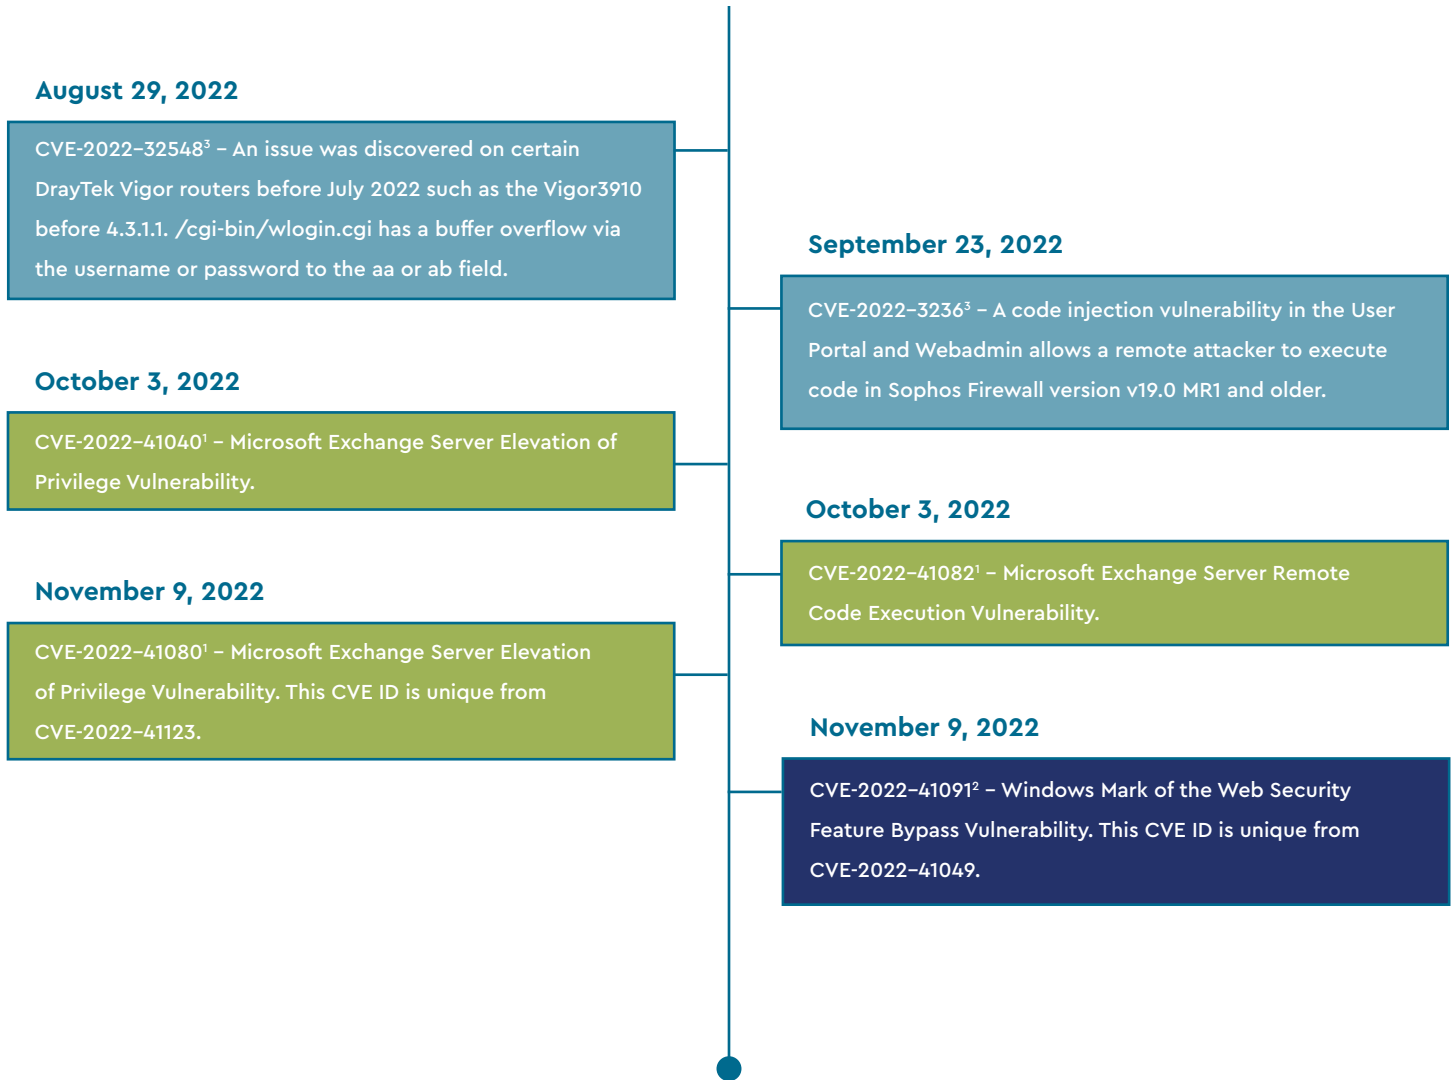 August 29, 2022
CVE-2022-32548³ – An issue was discovered on certain
DrayTek Vigor routers before July 2022 such as the Vigor3910
before 4.3.1.1. /cgi-bin/wlogin.cgi has a buffer overflow via
the username or password to the aa or ab field.
September 23, 2022
CVE-2022-3236³ – A code injection vulnerability in the User
Portal and Webadmin allows a remote attacker to execute
code in Sophos Firewall version v19.0 MR1 and older.
October 3, 2022
CVE-2022-41040¹ – Microsoft Exchange Server Elevation of
Privilege Vulnerability.
October 3, 2022
CVE-2022-41082¹ – Microsoft Exchange Server Remote
Code Execution Vulnerability.
November 9, 2022
CVE-2022-41080¹ – Microsoft Exchange Server Elevation
of Privilege Vulnerability. This CVE ID is unique from
CVE-2022-41123.
November 9, 2022
CVE-2022-41091² – Windows Mark of the Web Security
Feature Bypass Vulnerability. This CVE ID is unique from
CVE-2022-41049.